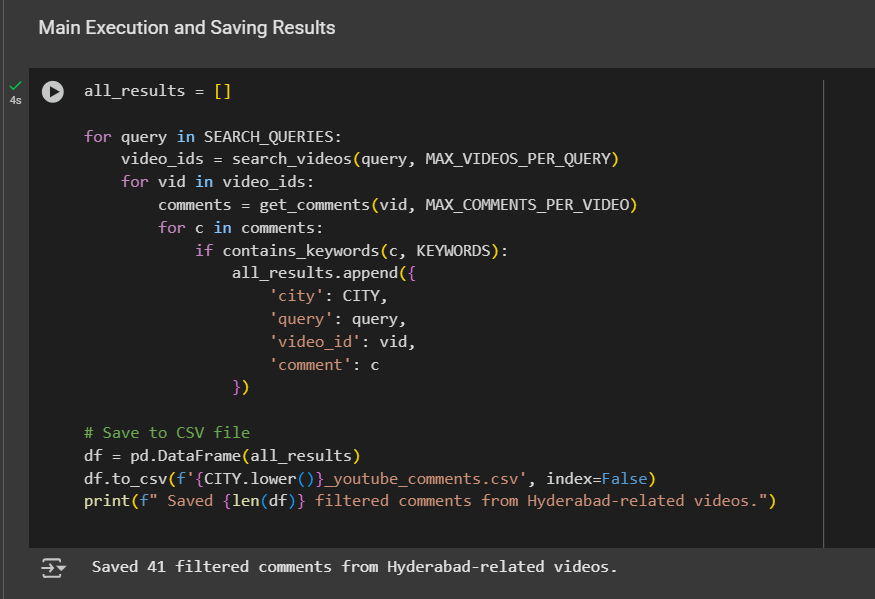 Main Execution and Saving Results
4s
all_results = []
for query in SEARCH_QUERIES:
    video_ids = search_videos(query, MAX_VIDEOS_PER_QUERY)
    for vid in video_ids:
        comments = get_comments(vid, MAX_COMMENTS_PER_VIDEO)
        for c in comments:
            if contains_keywords(c, KEYWORDS):
                all_results.append({
                    'city': CITY,
                    'query': query,
                    'video_id': vid,
                    'comment': c
                })
# Save to CSV file
df = pd.DataFrame(all_results)
df.to_csv(f'{CITY.lower()}_youtube_comments.csv', index=False)
print(f" Saved {len(df)} filtered comments from Hyderabad-related videos.")
Saved 41 filtered comments from Hyderabad-related videos.